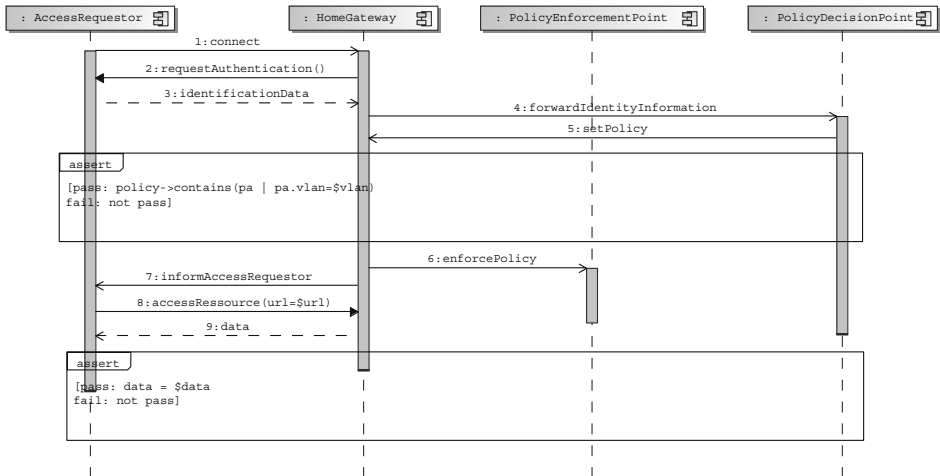 : AccessRequestor
: HomeGateway
: PolicyEnforcementPoint
: PolicyDecisionPoint
1:connect
2:requestAuthentication()
3:identificationData
4:forwardIdentityInformation
5:setPolicy
assert
[pass: policy->contains(pa | pa.vlan=$vlan)
fail: not pass]
6:enforcePolicy
7:informAccessRequestor
8:accessRessource(url=$url)
9:data
assert
[pass: data = $data
fail: not pass]